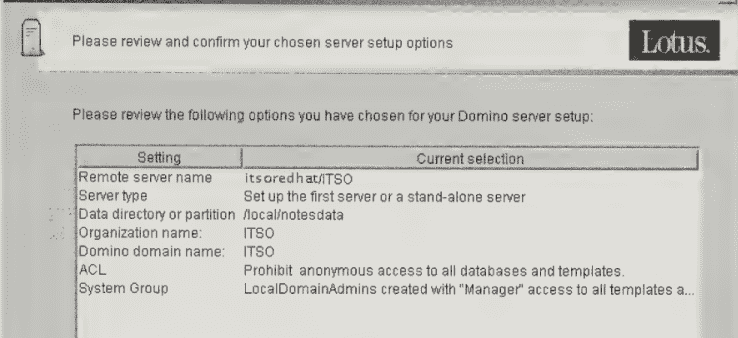 Please review and confirm your chosen server setup options
Lotus.
Please review the following options you have chosen for your Domino server setup:
Setting Current selection
Remote server name itsoredhat/ITSO
Server type Set up the first server or a stand-alone server
Data directory or partition /local/notesdata
Organization name: ITSO
Domino domain name: ITSO
ACL Prohibit anonymous access to all databases and templates.
System Group LocalDomainAdmins created with "Manager" access to all templates a...